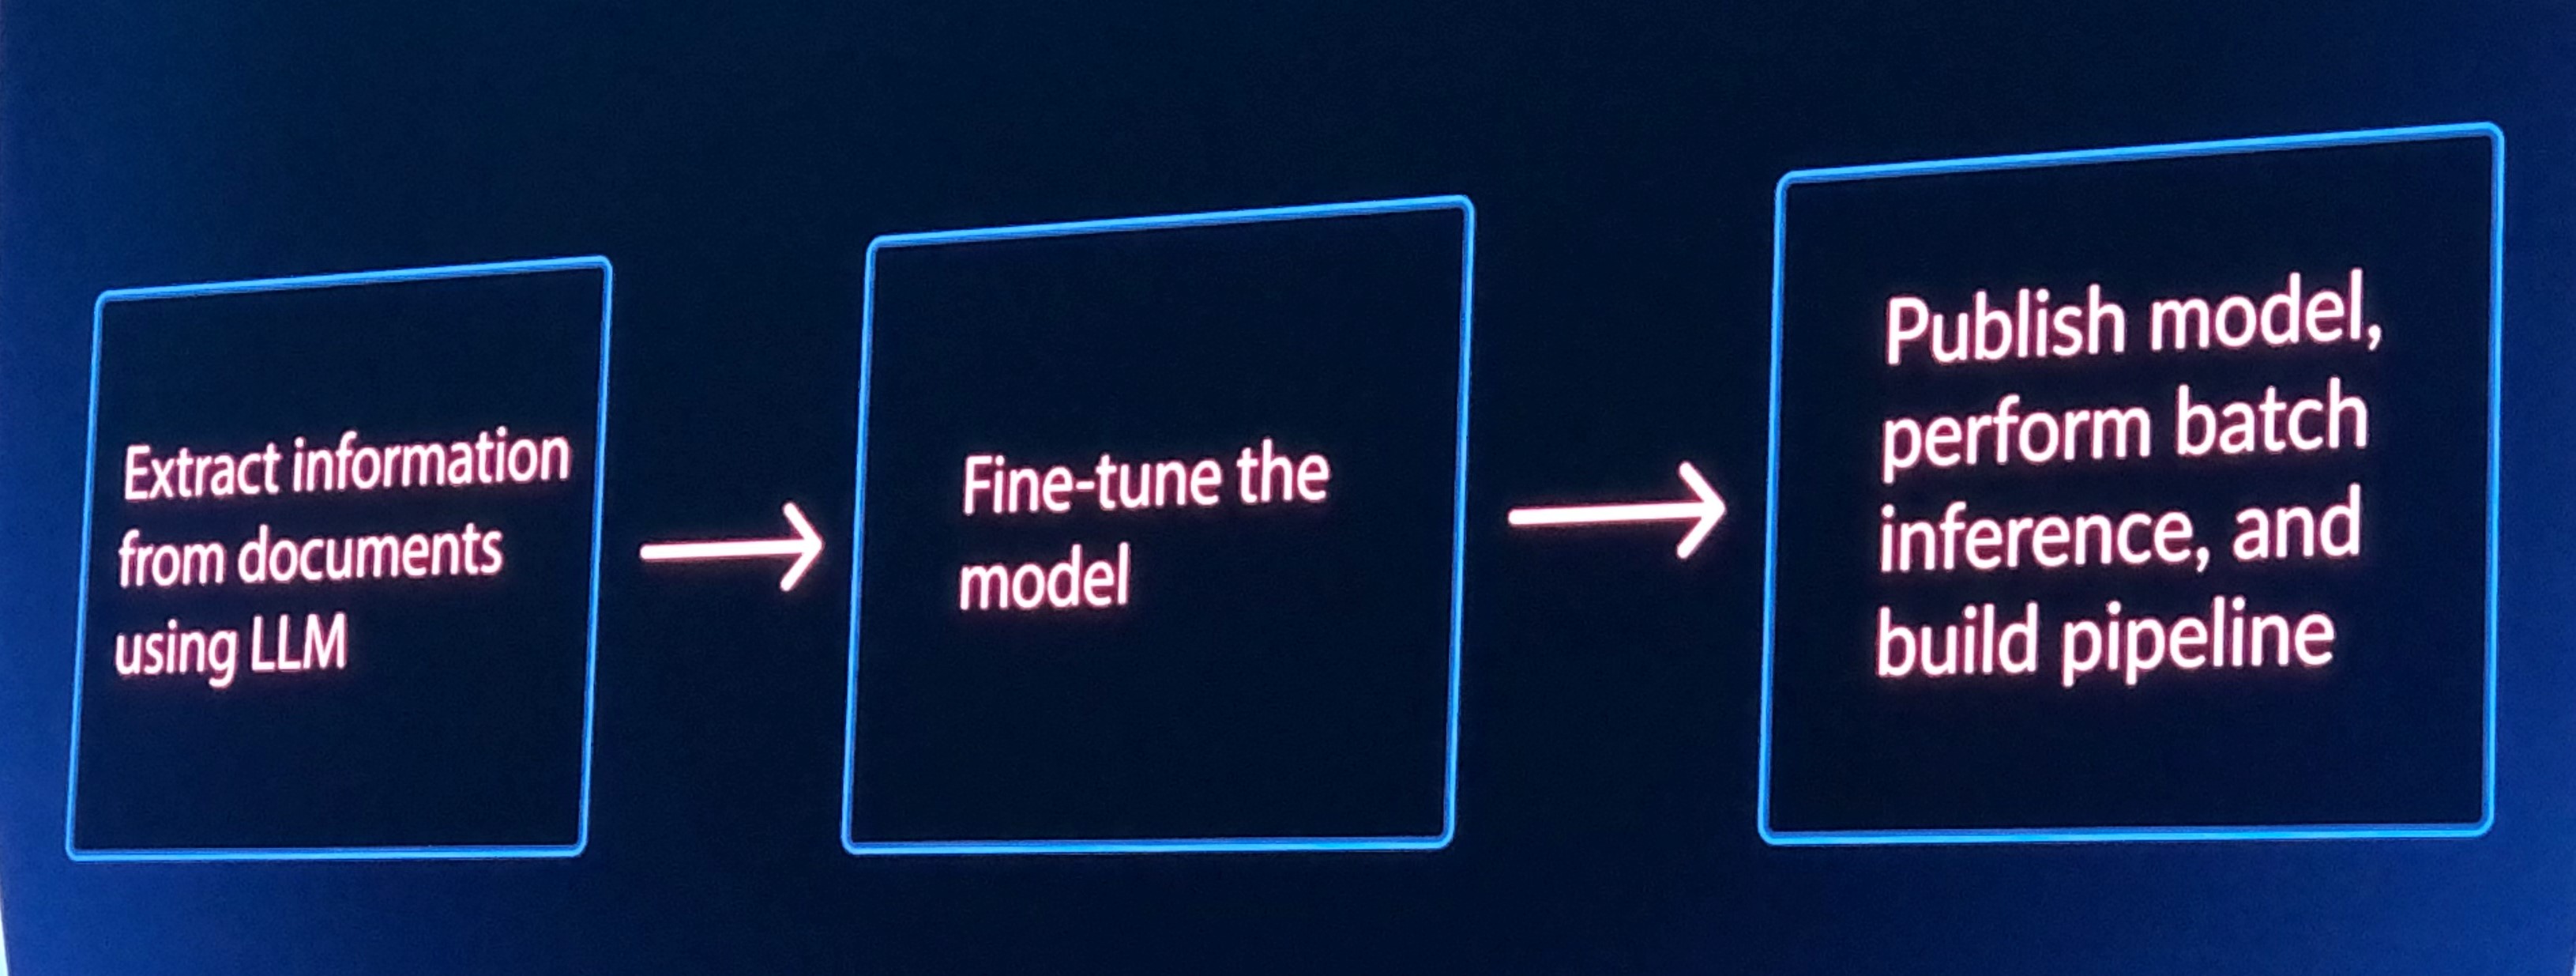 Extract information
from documents
using LLM
Fine-tune the
model
Publish model,
perform batch
inference, and
build pipeline